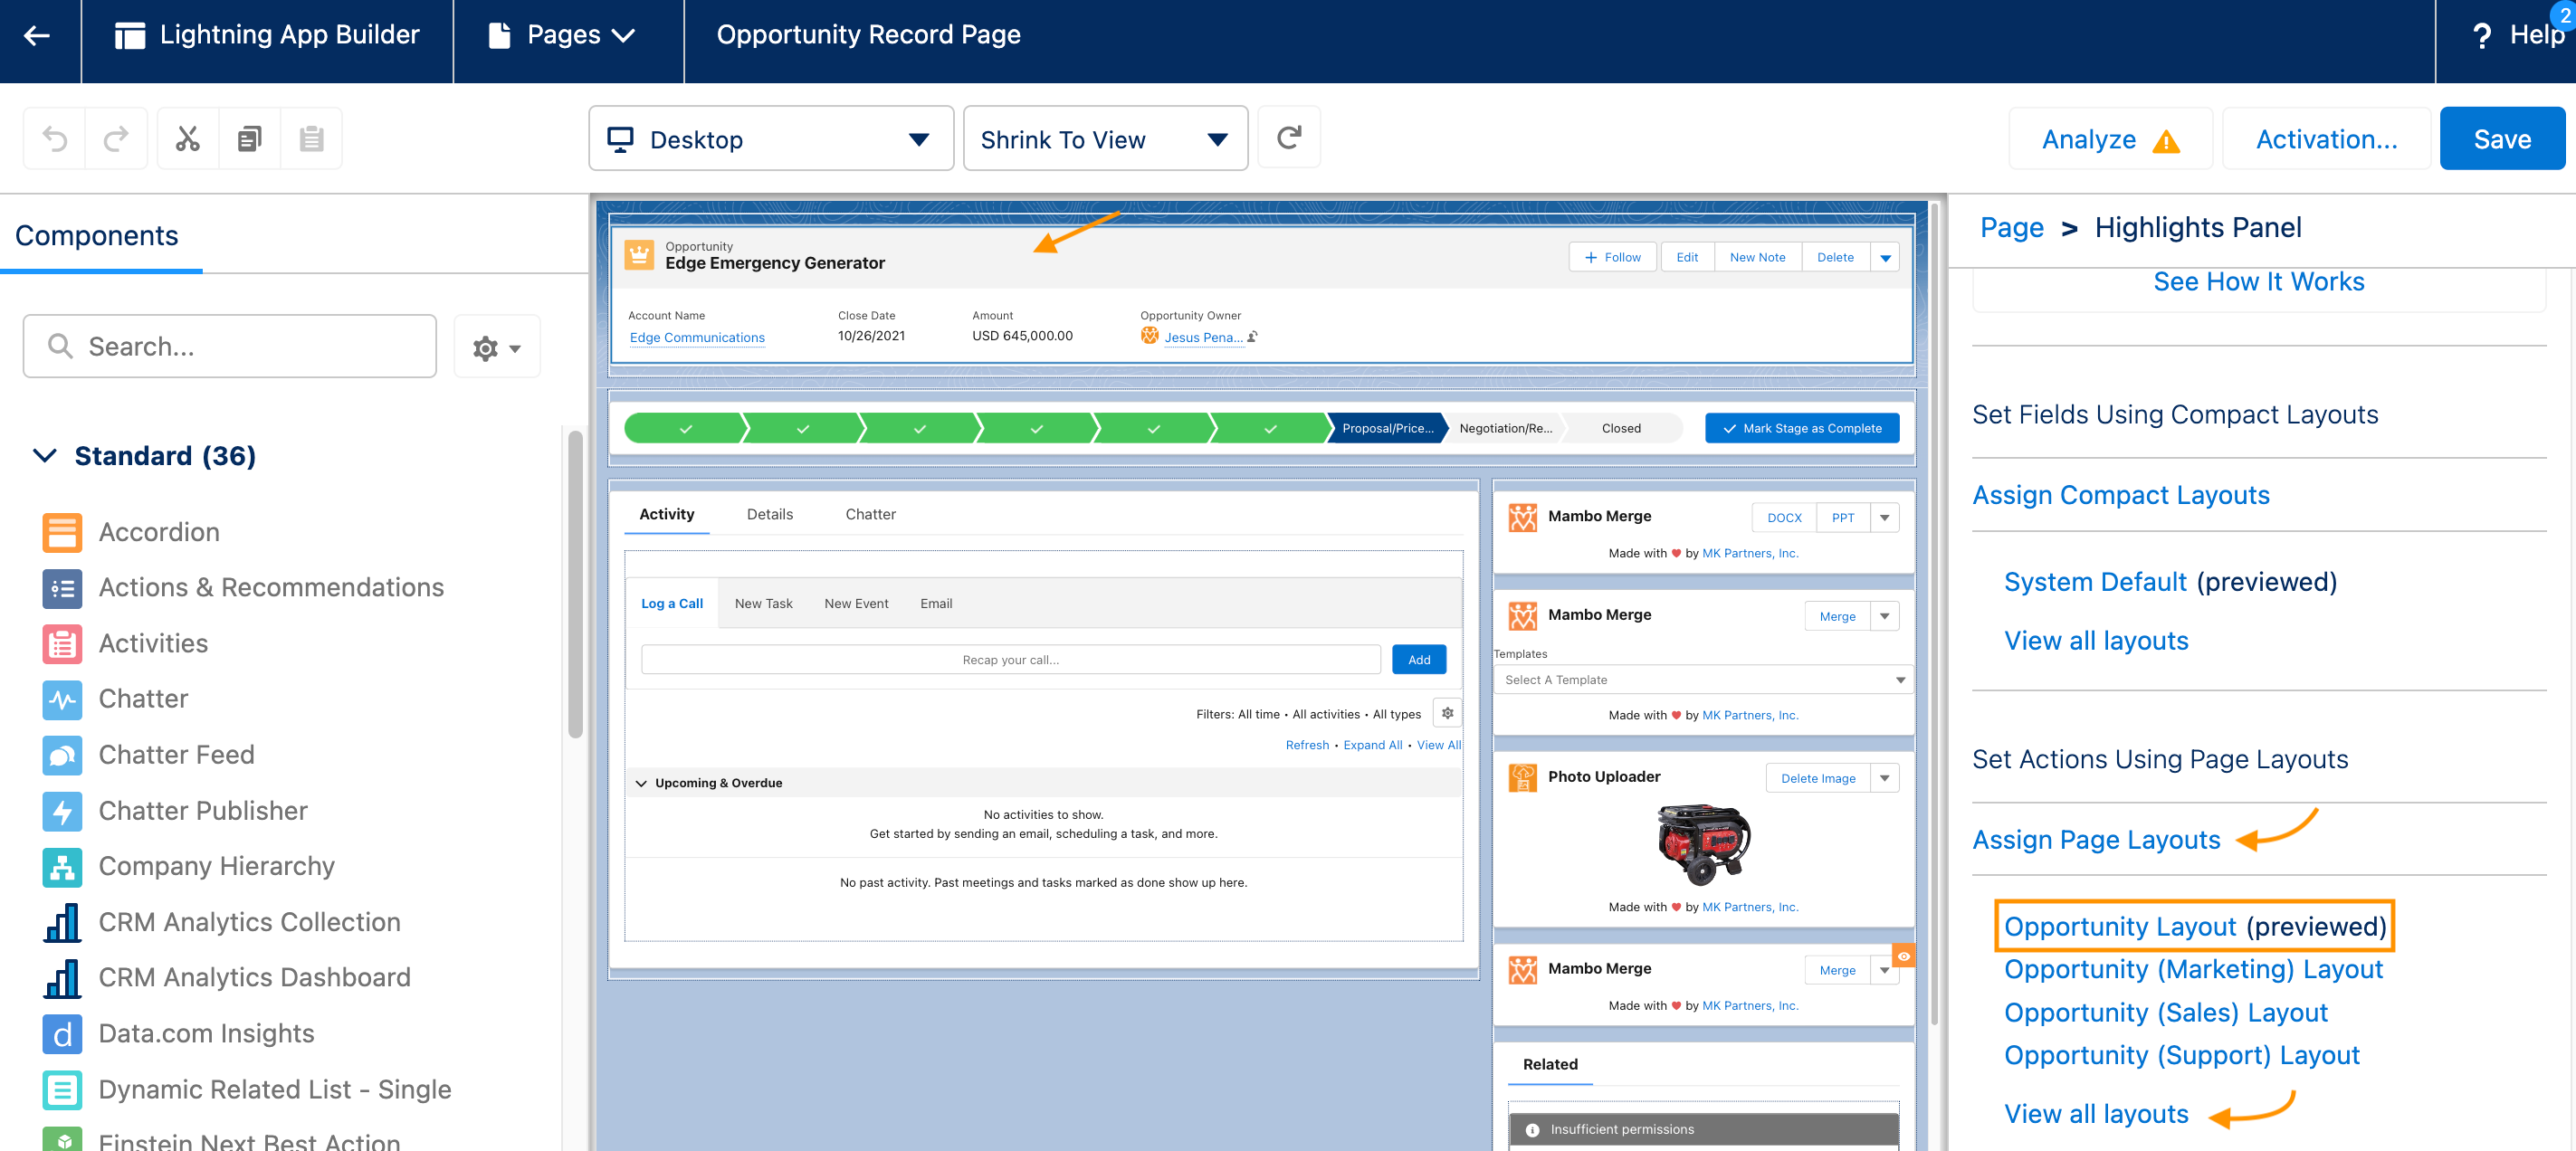 Lightning App Builder
Pages
Opportunity Record Page
? Help
2
Desktop
Shrink To View
Analyze
Activation...
Save
Components
Search...
Standard (36)
Accordion
Actions & Recommendations
Activities
Chatter
Chatter Feed
Chatter Publisher
Company Hierarchy
CRM Analytics Collection
CRM Analytics Dashboard
d Data.com Insights
Dynamic Related List - Single
Einstein Next Best Action
Opportunity
Edge Emergency Generator
+ Follow
Edit
New Note
Delete
Account Name
Close Date
Amount
Opportunity Owner
Edge Communications
10/26/2021
USD 645,000.00
Jesus Pena...
Proposal/Price...
Negotiation/Re...
Closed
Mark Stage as Complete
Activity
Details
Chatter
Log a Call
New Task
New Event
Email
Recap your call...
Add
Filters: All time • All activities • All types
Refresh • Expand All • View All
Upcoming & Overdue
No activities to show.
Get started by sending an email, scheduling a task, and more.
No past activity. Past meetings and tasks marked as done show up here.
Mambo Merge
DOCX
PPT
Made with ♥ by MK Partners, Inc.
Mambo Merge
Merge
Templates
Select A Template
Made with ♥ by MK Partners, Inc.
Photo Uploader
Delete Image
Made with ♥ by MK Partners, Inc.
Mambo Merge
Merge
Made with ♥ by MK Partners, Inc.
Related
Insufficient permissions
Page > Highlights Panel
See How It Works
Set Fields Using Compact Layouts
Assign Compact Layouts
System Default (previewed)
View all layouts
Set Actions Using Page Layouts
Assign Page Layouts
Opportunity Layout (previewed)
Opportunity (Marketing) Layout
Opportunity (Sales) Layout
Opportunity (Support) Layout
View all layouts